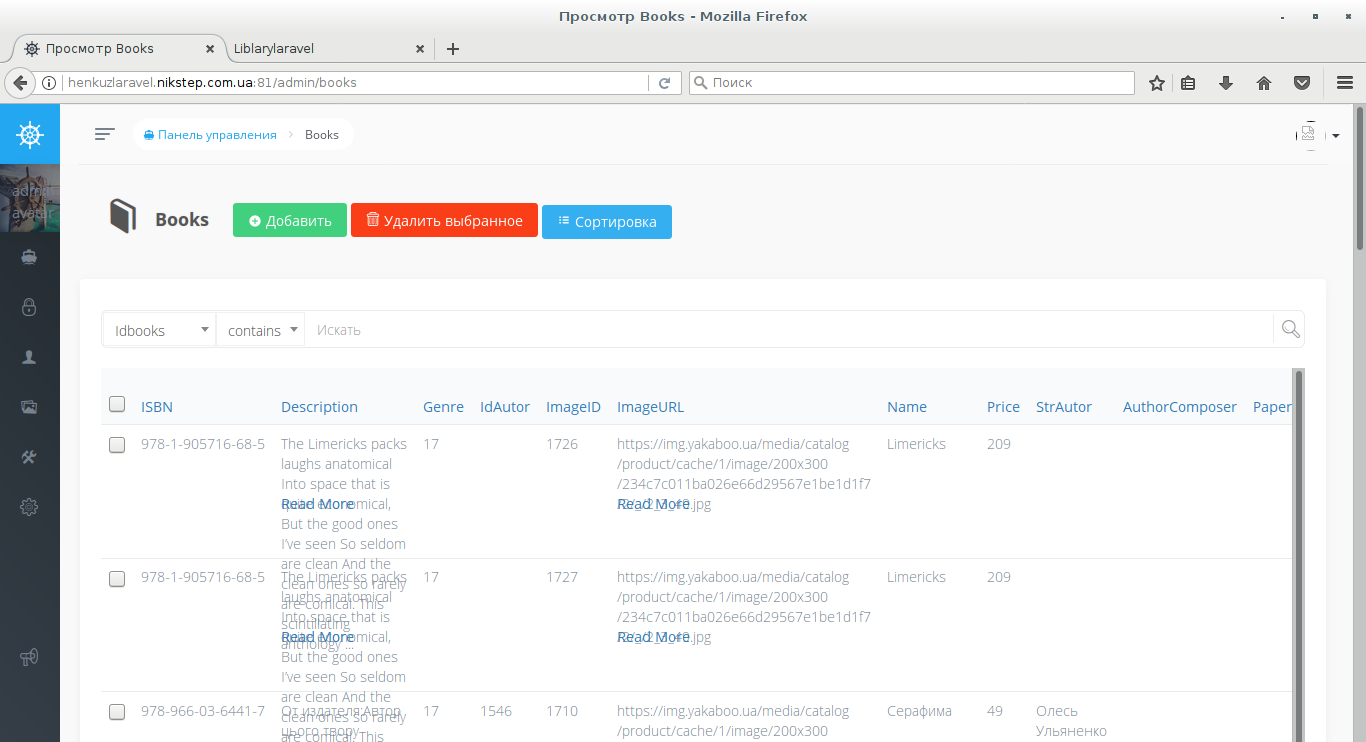 Просмотр Books - Mozilla Firefox
Просмотр Books
Liblarylaravel
henkuzlaravel.nikstep.com.ua:81/admin/books
Поиск
Панель управления
Books
admin
avatar
Books
Добавить
Удалить выбранное
Сортировка
Idbooks
contains
Искать
ISBN Description Genre IdAutor ImageID ImageURL Name Price StrAutor AuthorComposer Paper
978-1-905716-68-5 The Limericks packs 17 1726 https://img.yakaboo.ua/media/catalog Limericks 209
laughs anatomical /product/cache/1/image/200x300
Into space that is /234c7c011ba026e66d29567e1be1d1f7
quite economical, Read More
Read More
But the good ones
I've seen So seldom
are clean And the
clean ones so rarely
are comical. This
scintillating
anthology ...
978-1-905716-68-5 The Limericks packs 17 1727 https://img.yakaboo.ua/media/catalog Limericks 209
laughs anatomical /product/cache/1/image/200x300
Into space that is /234c7c011ba026e66d29567e1be1d1f7
quite economical, Read More
Read More
But the good ones
I've seen So seldom
are clean And the
clean ones so rarely
are comical. This
978-966-03-6441-7 От издателя:Автор 17 1546 1710 https://img.yakaboo.ua/media/catalog Серафима 49 Олесь
цього твору /product/cache/1/image/200x300 Ульяненко